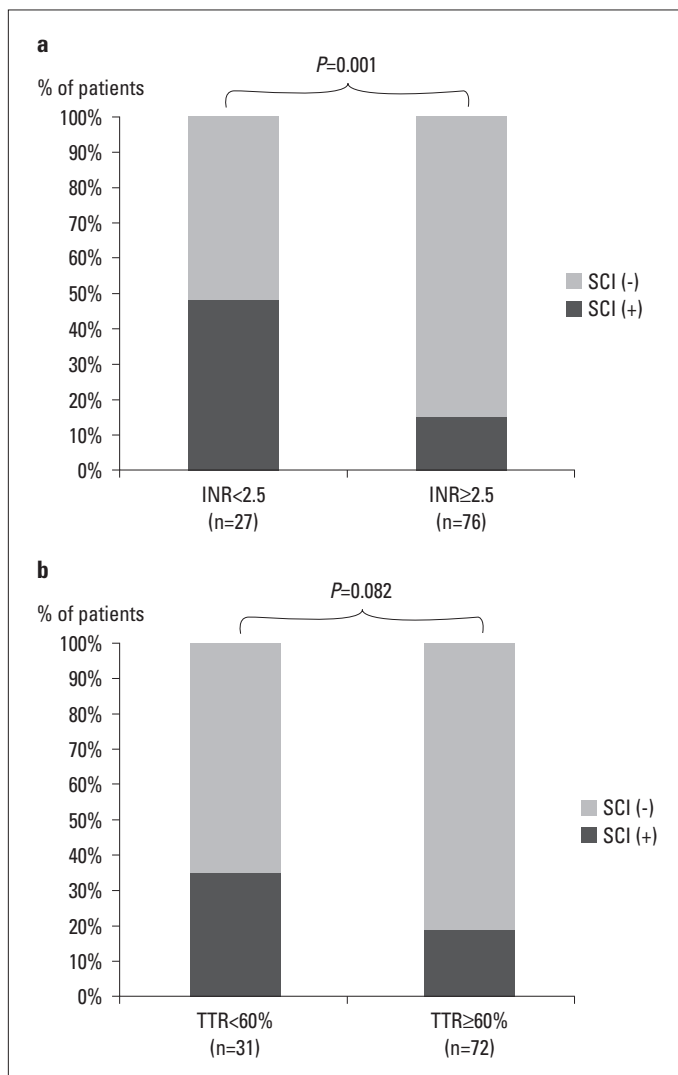 a
P=0.001
% of patients
100%
90%
80%
70%
60%
50%
40%
30%
20%
10%
0%
SCI (-)
SCI (+)
INR<2.5 INR≥2.5
(n=27) (n=76)
b
P=0.082
% of patients
100%
90%
80%
70%
60%
50%
40%
30%
20%
10%
0%
SCI (-)
SCI (+)
TTR<60% TTR≥60%
(n=31) (n=72)